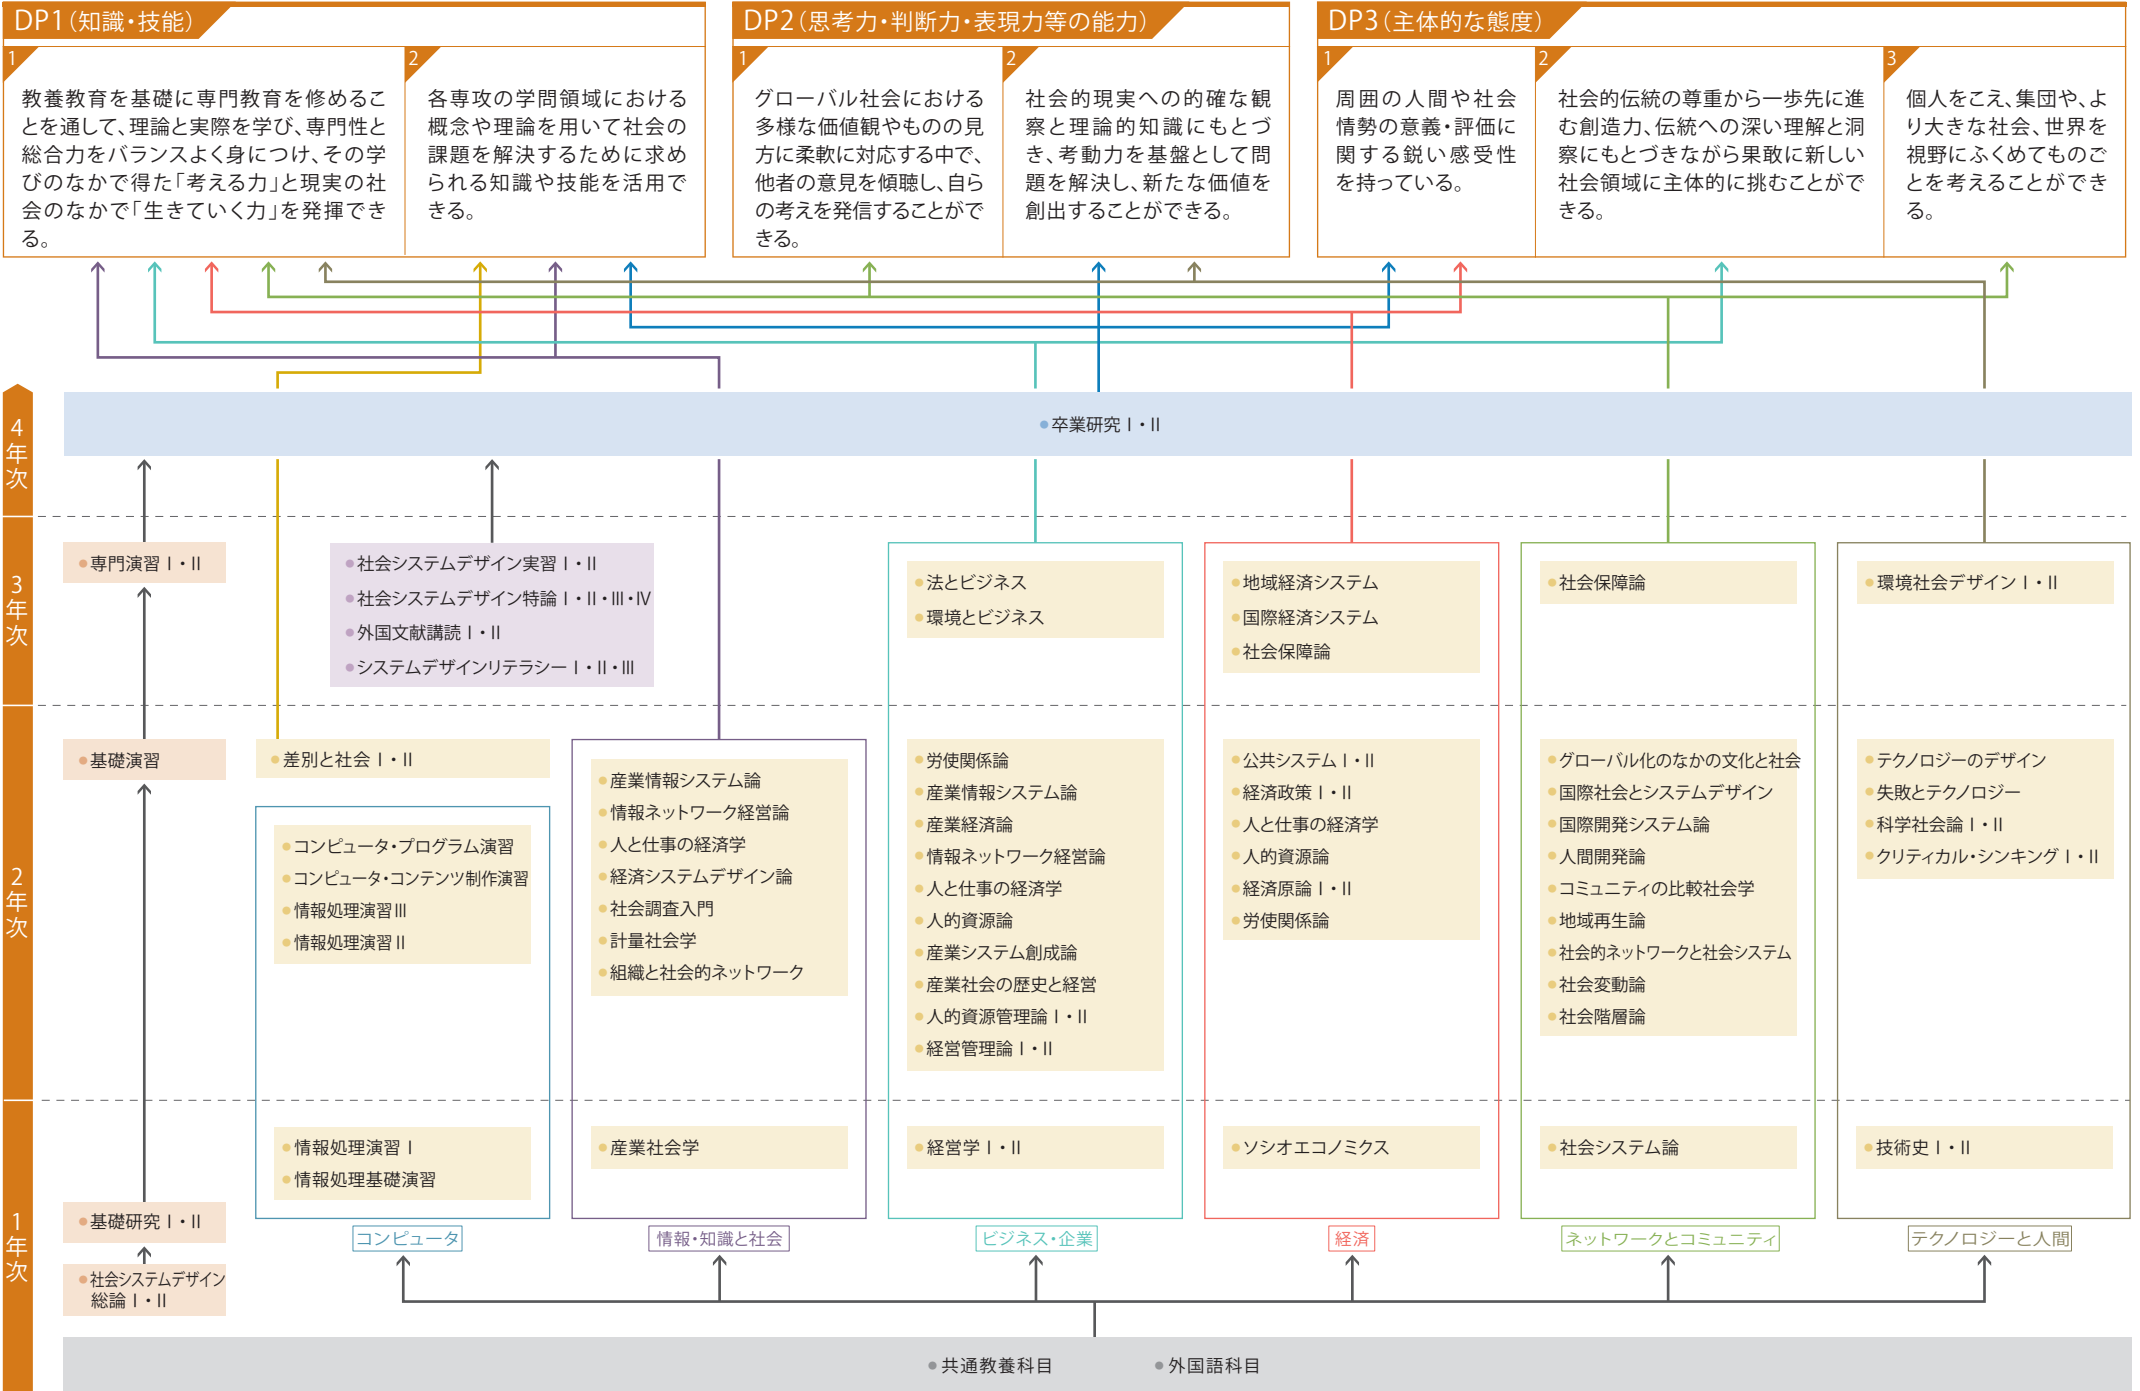 DP1（知識・技能）
1
教養教育を基礎に専門教育を修めるこ
とを通して、理論と実際を学び、専門性と
総合力をバランスよく身につけ、その学
びのなかで得た「考える力」と現実の社
会のなかで「生きていく力」を発揮でき
る。
2
各専攻の学問領域における
概念や理論を用いて社会の
課題を解決するために求め
られる知識や技能を活用で
きる。
DP2（思考力・判断力・表現力等の能力）
1
グローバル社会における
多様な価値観やものの見
方に柔軟に対応する中で、
他者の意見を傾聴し、自ら
の考えを発信することがで
きる。
2
社会的現実への的確な観
察と理論的知識にもとづ
き、考動力を基盤として問
題を解決し、新たな価値を
創出することができる。
DP3（主体的な態度）
1
周囲の人間や社会
情勢の意義・評価に
関する鋭い感受性
を持っている。
2
社会的伝統の尊重から一歩先に進
む創造力、伝統への深い理解と洞
察にもとづきながら果敢に新しい
社会領域に主体的に挑むことがで
きる。
3
個人をこえ、集団や、よ
り大きな社会、世界を
視野にふくめてものご
とを考えることができ
る。
4年次
●卒業研究Ⅰ・Ⅱ
3年次
●専門演習Ⅰ・Ⅱ
●社会システムデザイン実習Ⅰ・Ⅱ
●社会システムデザイン特論Ⅰ・Ⅱ・Ⅲ・Ⅳ
●外国文献講読Ⅰ・Ⅱ
●システムデザインリテラシーⅠ・Ⅱ・Ⅲ
●法とビジネス
●環境とビジネス
●地域経済システム
●国際経済システム
●社会保障論
●社会保障論
●環境社会デザインⅠ・Ⅱ
2年次
●基礎演習
●差別と社会Ⅰ・Ⅱ
●コンピュータ・プログラム演習
●コンピュータ・コンテンツ制作演習
●情報処理演習Ⅲ
●情報処理演習Ⅱ
●産業情報システム論
●情報ネットワーク経営論
●人と仕事の経済学
●経済システムデザイン論
●社会調査入門
●計量社会学
●組織と社会的ネットワーク
●労使関係論
●産業情報システム論
●産業経済論
●情報ネットワーク経営論
●人と仕事の経済学
●人的資源論
●産業システム創成論
●産業社会の歴史と経営
●人的資源管理論Ⅰ・Ⅱ
●経営管理論Ⅰ・Ⅱ
●公共システムⅠ・Ⅱ
●経済政策Ⅰ・Ⅱ
●人と仕事の経済学
●人的資源論
●経済原論Ⅰ・Ⅱ
●労使関係論
●グローバル化のなかの文化と社会
●国際社会とシステムデザイン
●国際開発システム論
●人間開発論
●コミュニティの比較社会学
●地域再生論
●社会的ネットワークと社会システム
●社会変動論
●社会階層論
●テクノロジーのデザイン
●失敗とテクノロジー
●科学社会論Ⅰ・Ⅱ
●クリティカル・シンキングⅠ・Ⅱ
1年次
●基礎研究Ⅰ・Ⅱ
●社会システムデザイン
総論Ⅰ・Ⅱ
●情報処理演習Ⅰ
●情報処理基礎演習
●産業社会学
●経営学Ⅰ・Ⅱ
●ソシオエコノミクス
●社会システム論
●技術史Ⅰ・Ⅱ
コンピュータ
情報・知識と社会
ビジネス・企業
経済
ネットワークとコミュニティ
テクノロジーと人間
●共通教養科目
●外国語科目